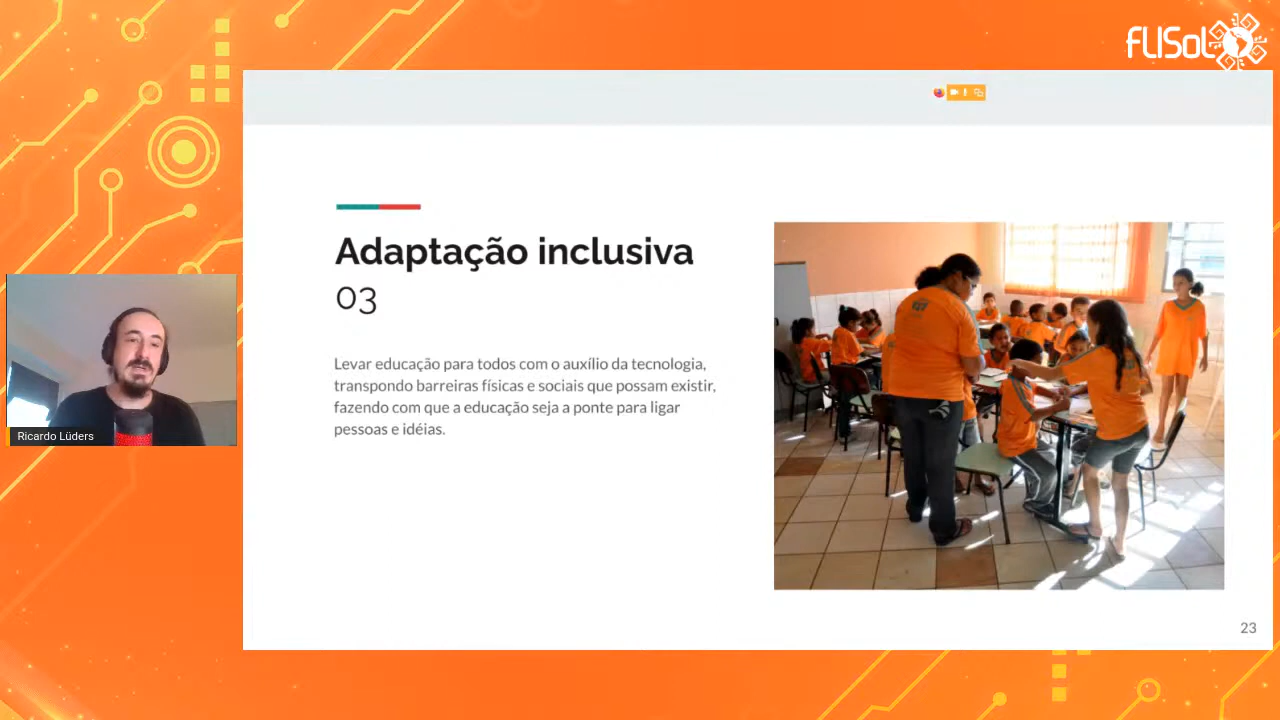 FLISoL
Adaptação inclusiva
03
Levar educação para todos com o auxílio da tecnologia,
transpondo barreiras físicas e sociais que possam existir,
fazendo com que a educação seja a ponte para ligar
pessoas e idéias.
Ricardo Lüders
23